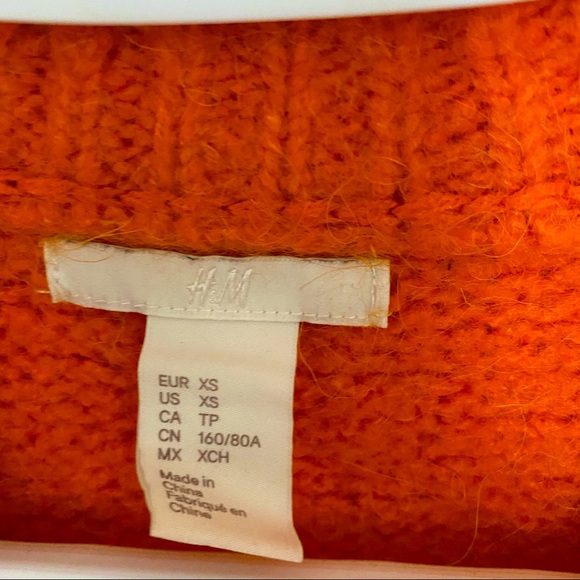 H&M
EUR XS
US XS
CA TP
CN 160/80A
MX XCH
Made in
China
Fabriqué en
Chine